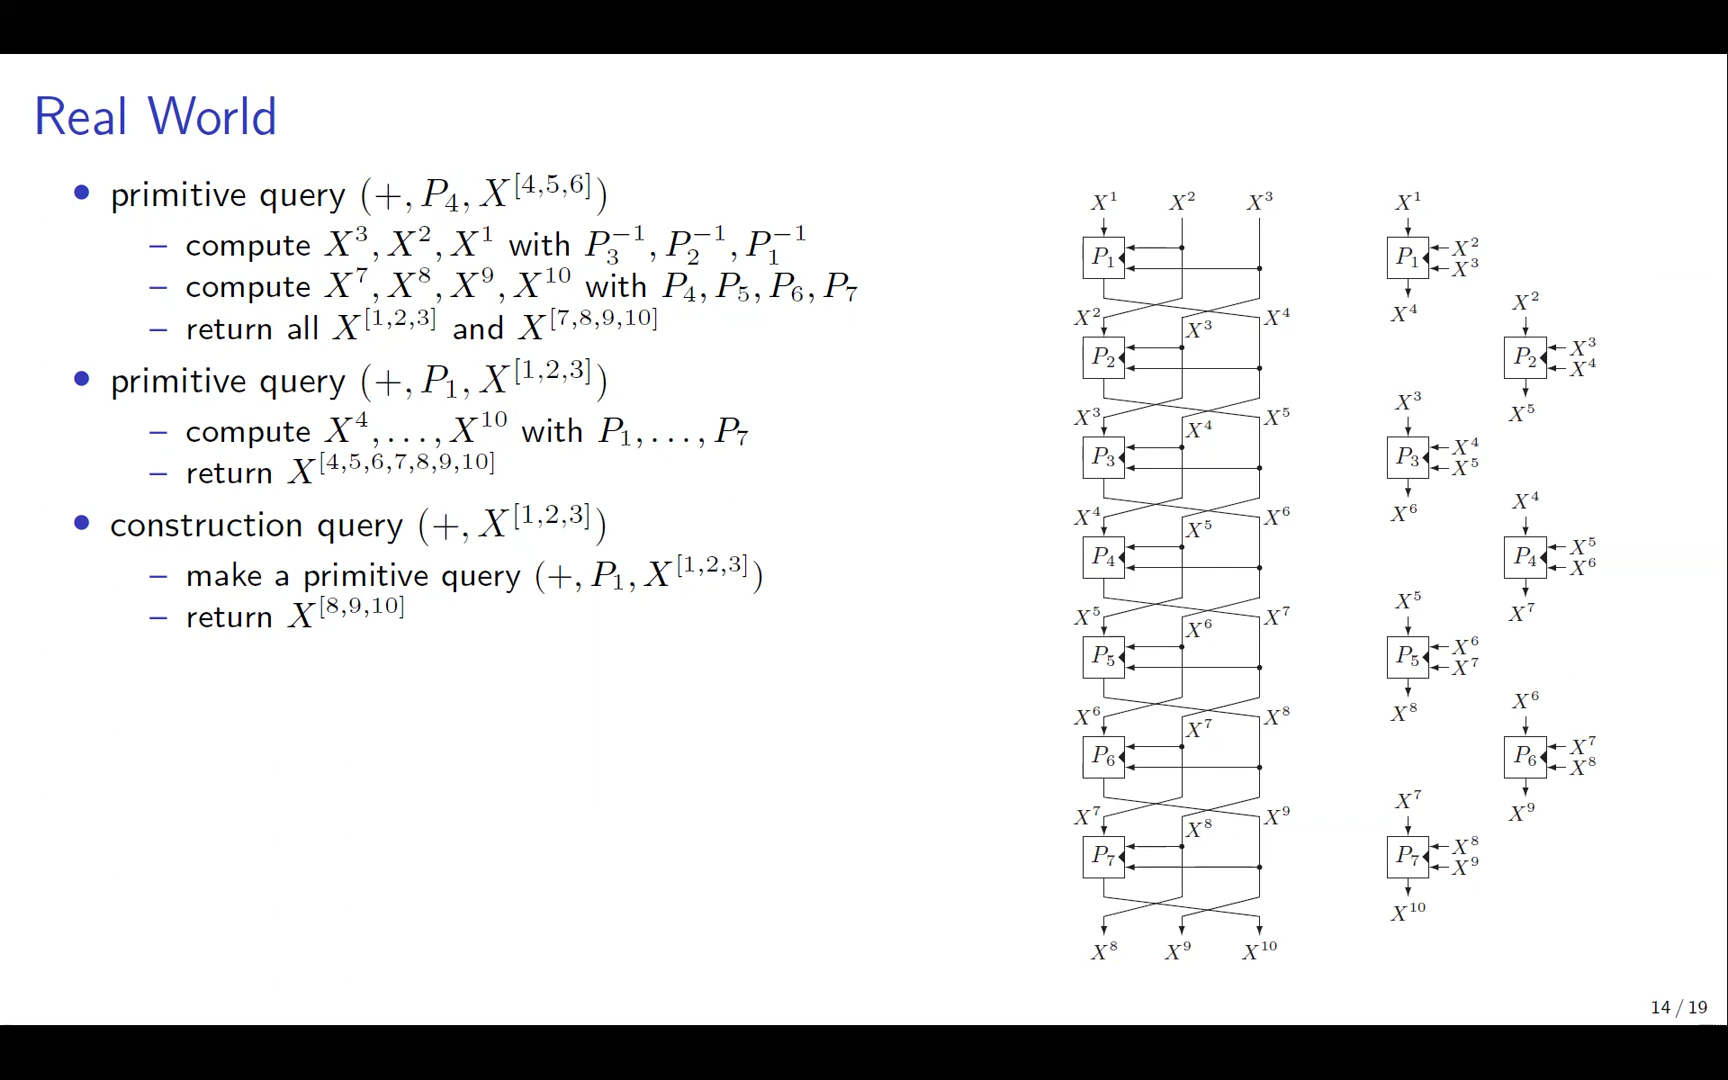 Real World
• primitive query (+, P₄, X^[4,5,6])
– compute X³, X², X¹ with P₃⁻¹, P₂⁻¹, P₁⁻¹
– compute X⁷, X⁸, X⁹, X¹⁰ with P₄, P₅, P₆, P₇
– return all X^[1,2,3] and X^[7,8,9,10]
• primitive query (+, P₁, X^[1,2,3])
– compute X⁴, . . . , X¹⁰ with P₁, . . . , P₇
– return X^[4,5,6,7,8,9,10]
• construction query (+, X^[1,2,3])
– make a primitive query (+, P₁, X^[1,2,3])
– return X^[8,9,10]
X¹ X² X³
P₁
X² X³ X⁴
P₂
X³ X⁴ X⁵
P₃
X⁴ X⁵ X⁶
P₄
X⁵ X⁶ X⁷
P₅
X⁶ X⁷ X⁸
P₆
X⁷ X⁸ X⁹
P₇
X⁸ X⁹ X¹⁰
X¹
P₁ X²
X³
X⁴
X²
P₂ X³
X⁴
X⁵
X³
P₃ X⁴
X⁵
X⁶
X⁴
P₄ X⁵
X⁶
X⁷
X⁵
P₅ X⁶
X⁷
X⁸
X⁶
P₆ X⁷
X⁸
X⁹
X⁷
P₇ X⁸
X⁹
X¹⁰
14 / 19